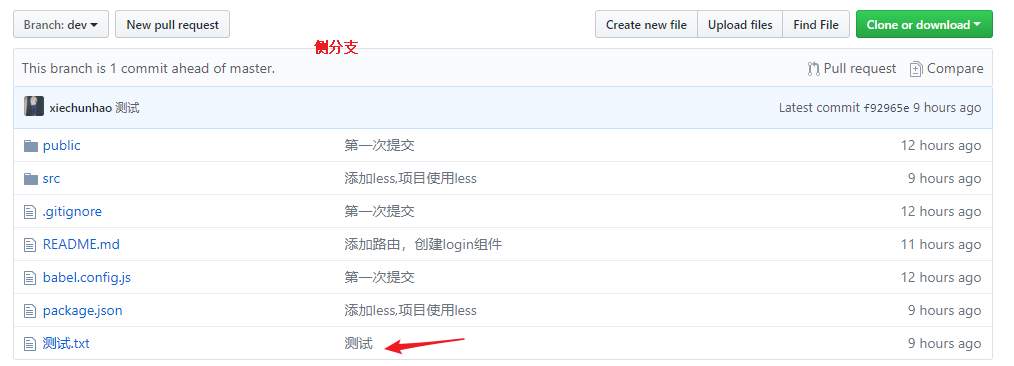 Branch: dev New pull request Create new file Upload files Find File Clone or download
侧分支
This branch is 1 commit ahead of master. Pull request Compare
xiechunhao 测试 Latest commit f92965e 9 hours ago
public 第一次提交 12 hours ago
src 添加less,项目使用less 9 hours ago
.gitignore 第一次提交 12 hours ago
README.md 添加路由，创建login组件 11 hours ago
babel.config.js 第一次提交 12 hours ago
package.json 添加less,项目使用less 9 hours ago
测试.txt 测试 9 hours ago